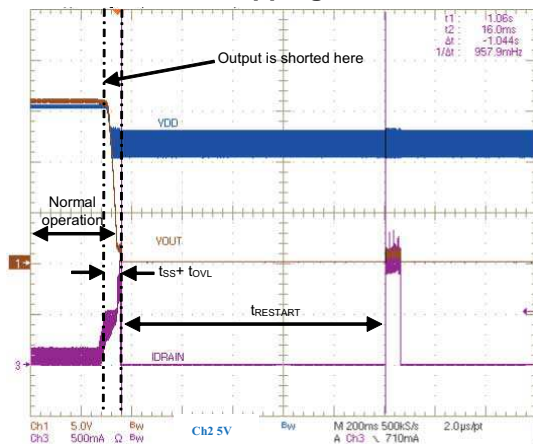 t1 : 1.06s
t2 : 16.0ms
Δt : -1.044s
1/Δt : 957.9mHz
Output is shorted here
VDD
Normal
operation
VOUT
1
tSS+ tOVL
tRESTART
IDRAIN
3
Ch1 5.0V Bw Ch2 5V Bw M 200ms 500kS/s 2.0µs/pt
Ch3 500mA Ω Bw A Ch3 710mA